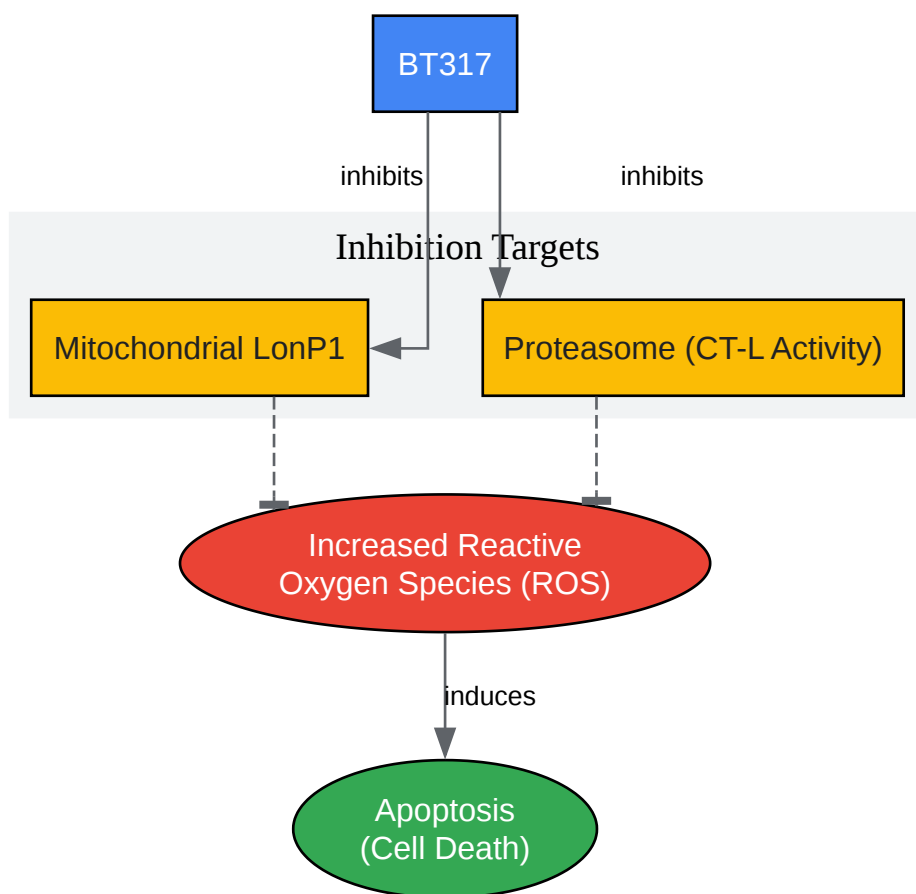 BT317
inhibits
inhibits
Inhibition Targets
Mitochondrial LonP1
Proteasome (CT-L Activity)
Increased Reactive
Oxygen Species (ROS)
induces
Apoptosis
(Cell Death)